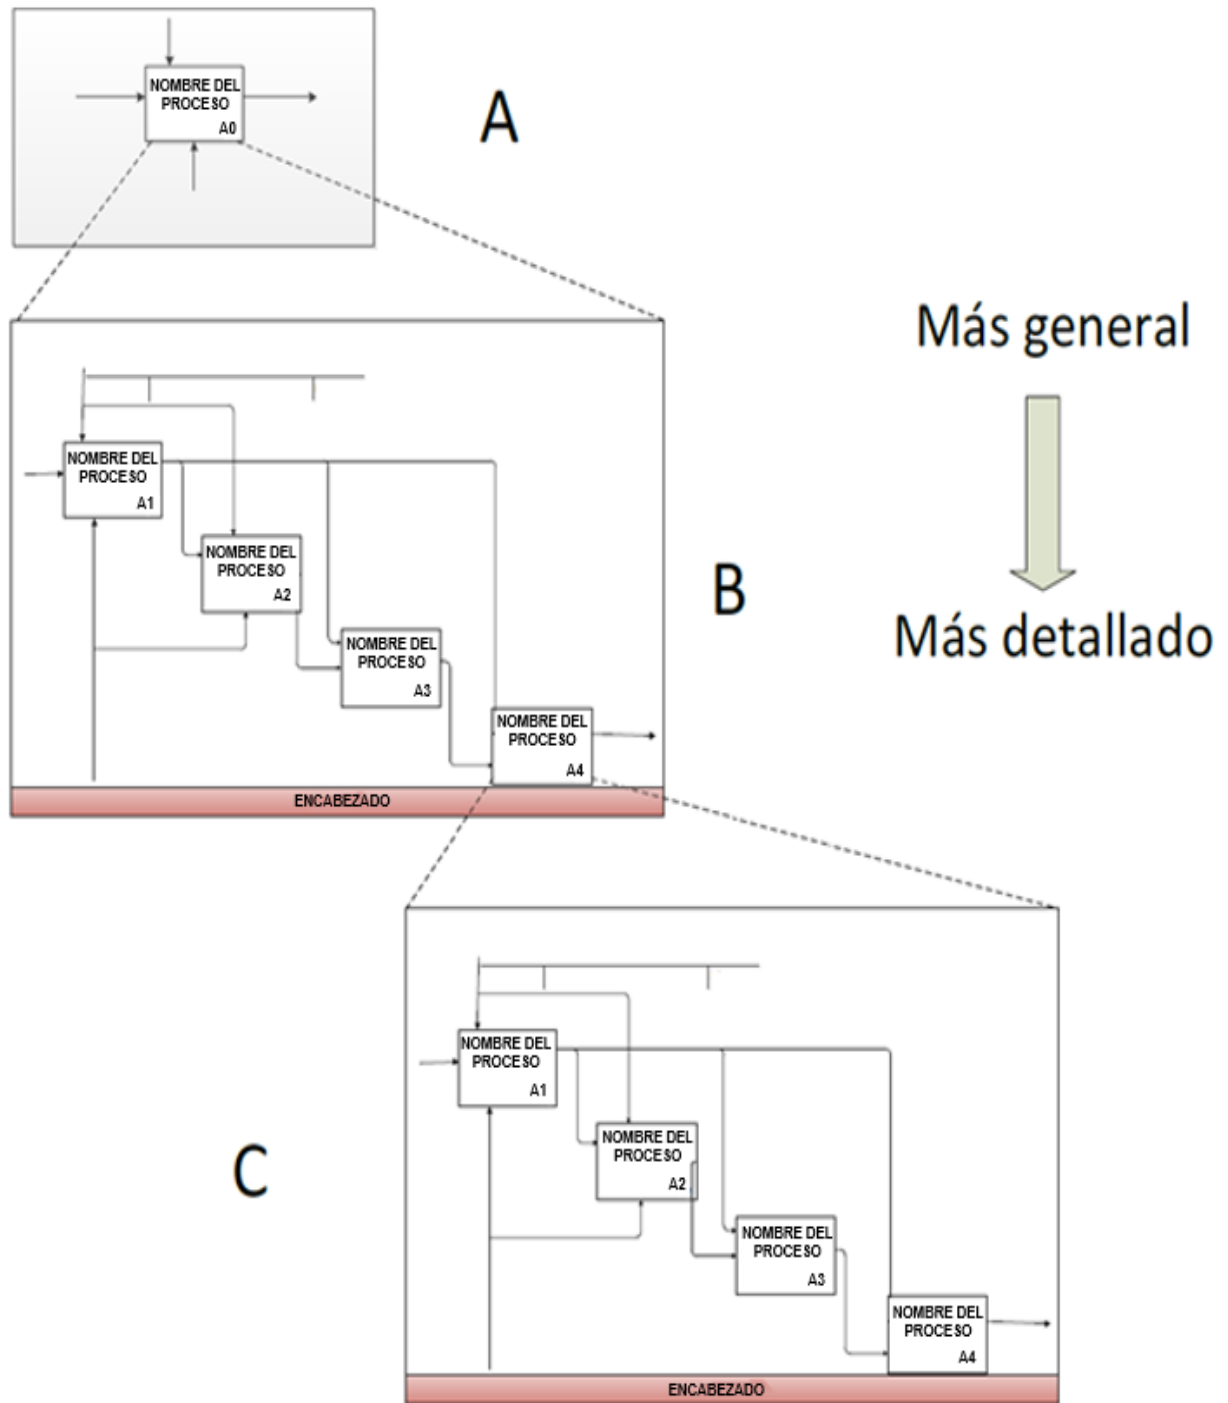 NOMBRE DEL
PROCESO
A0
A
Más general
Más detallado
NOMBRE DEL
PROCESO
A1
NOMBRE DEL
PROCESO
A2
NOMBRE DEL
PROCESO
A3
NOMBRE DEL
PROCESO
A4
B
ENCABEZADO
NOMBRE DEL
PROCESO
A1
NOMBRE DEL
PROCESO
A2
NOMBRE DEL
PROCESO
A3
NOMBRE DEL
PROCESO
A4
C
ENCABEZADO